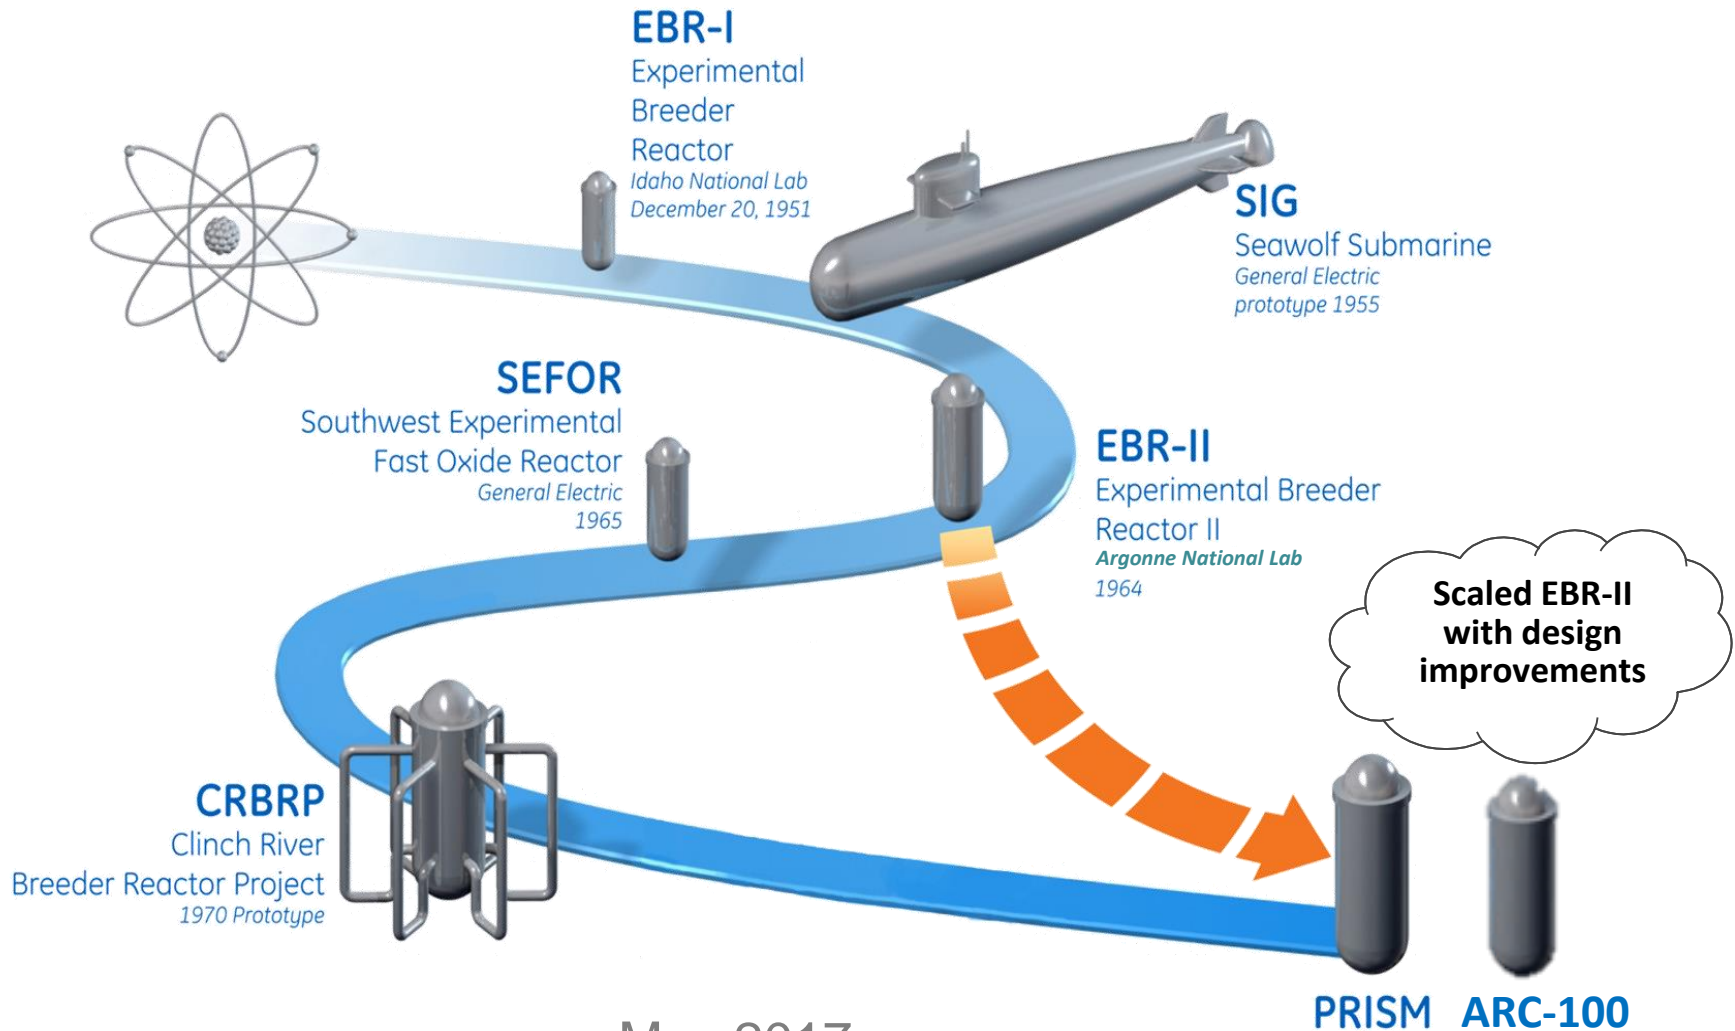 EBR-I
Experimental
Breeder
Reactor
Idaho National Lab
December 20, 1951
SIG
Seawolf Submarine
General Electric
prototype 1955
SEFOR
Southwest Experimental
Fast Oxide Reactor
General Electric
1965
EBR-II
Experimental Breeder
Reactor II
Argonne National Lab
1964
Scaled EBR-II
with design
improvements
CRBRP
Clinch River
Breeder Reactor Project
1970 Prototype
PRISM
ARC-100
2017